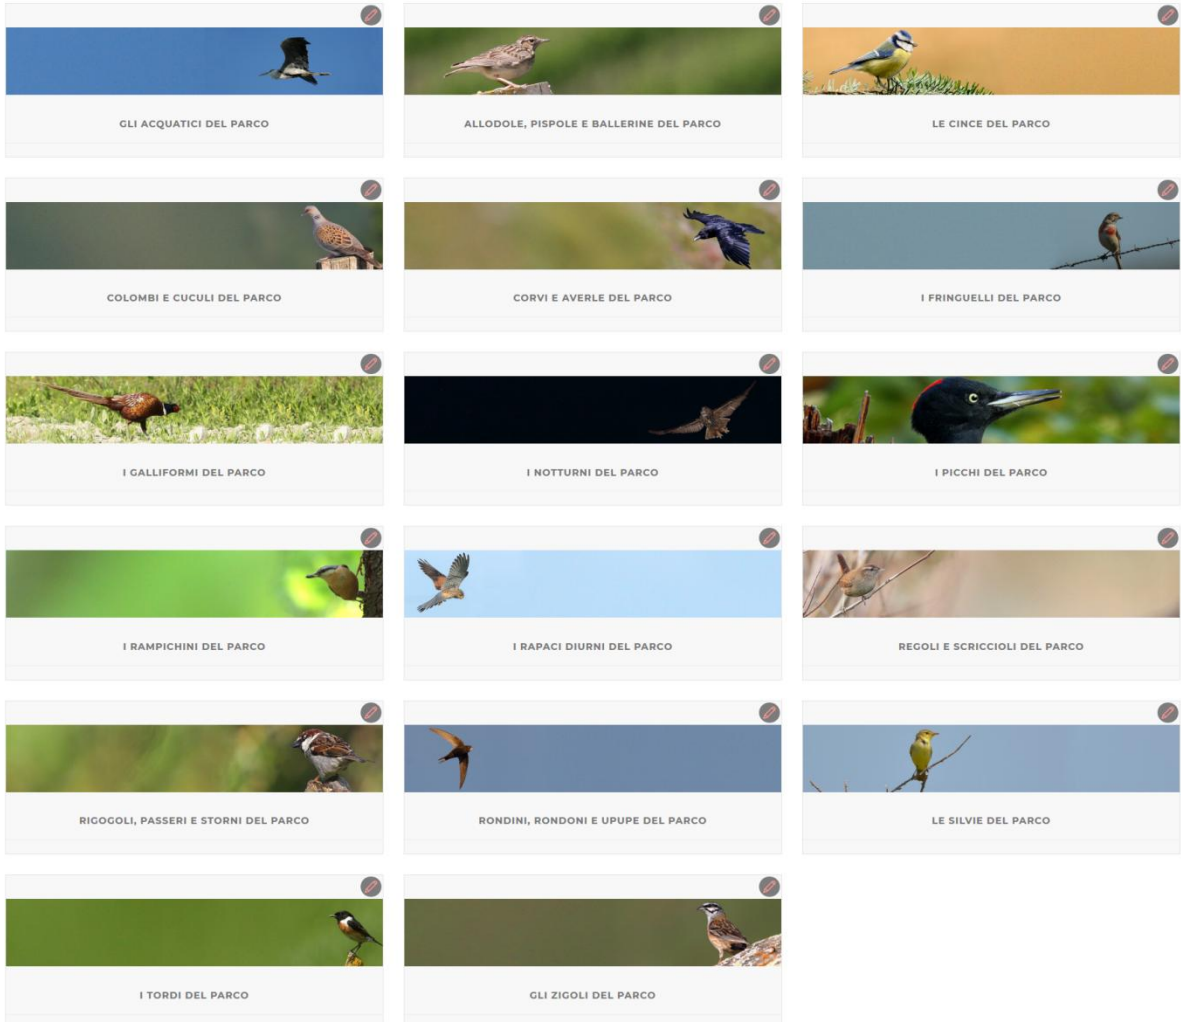 GLI ACQUATICI DEL PARCO
ALLODOLE, PISPOLE E BALLERINE DEL PARCO
LE CINCE DEL PARCO
COLOMBI E CUCULI DEL PARCO
CORVI E AVERLE DEL PARCO
I FRINGUELLI DEL PARCO
I GALLIFORMI DEL PARCO
I NOTTURNI DEL PARCO
I PICCHI DEL PARCO
I RAMPICHINI DEL PARCO
I RAPACI DIURNI DEL PARCO
REGOLI E SCRICCIOLI DEL PARCO
RIGOGOLI, PASSERI E STORNI DEL PARCO
RONDINI, RONDONI E UPUPE DEL PARCO
LE SILVIE DEL PARCO
I TORDI DEL PARCO
GLI ZIGOLI DEL PARCO